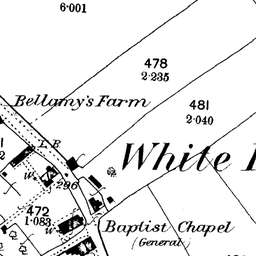 6·001
478
2·235
Bellamy's Farm
481
2·040
L.B
White
W
296
472
1·083
W
Baptist Chapel
(General)